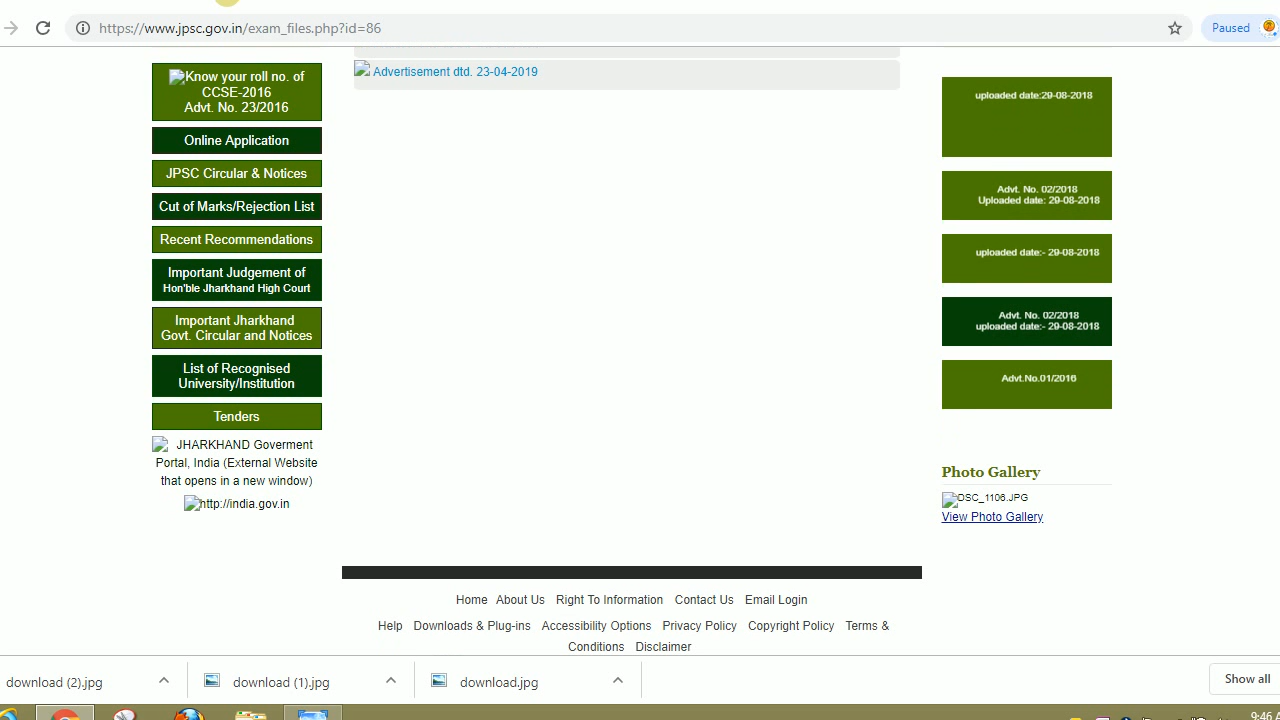 https://www.jpsc.gov.in/exam_files.php?id=86
Paused
Know your roll no. of
CCSE-2016
Advt. No. 23/2016
Online Application
JPSC Circular & Notices
Cut of Marks/Rejection List
Recent Recommendations
Important Judgement of
Hon'ble Jharkhand High Court
Important Jharkhand
Govt. Circular and Notices
List of Recognised
University/Institution
Tenders
JHARKHAND Goverment
Portal, India (External Website
that opens in a new window)
http://india.gov.in
Advertisement dtd. 23-04-2019
uploaded date:29-08-2018
Advt. No. 02/2018
Uploaded date: 29-08-2018
uploaded date:- 29-08-2018
Advt. No. 02/2018
uploaded date:- 29-08-2018
Advt.No.01/2016
Photo Gallery
DSC_1106.JPG
View Photo Gallery
Home About Us Right To Information Contact Us Email Login
Help Downloads & Plug-ins Accessibility Options Privacy Policy Copyright Policy Terms &
Conditions Disclaimer
download (2).jpg
download (1).jpg
download.jpg
Show all
9:46